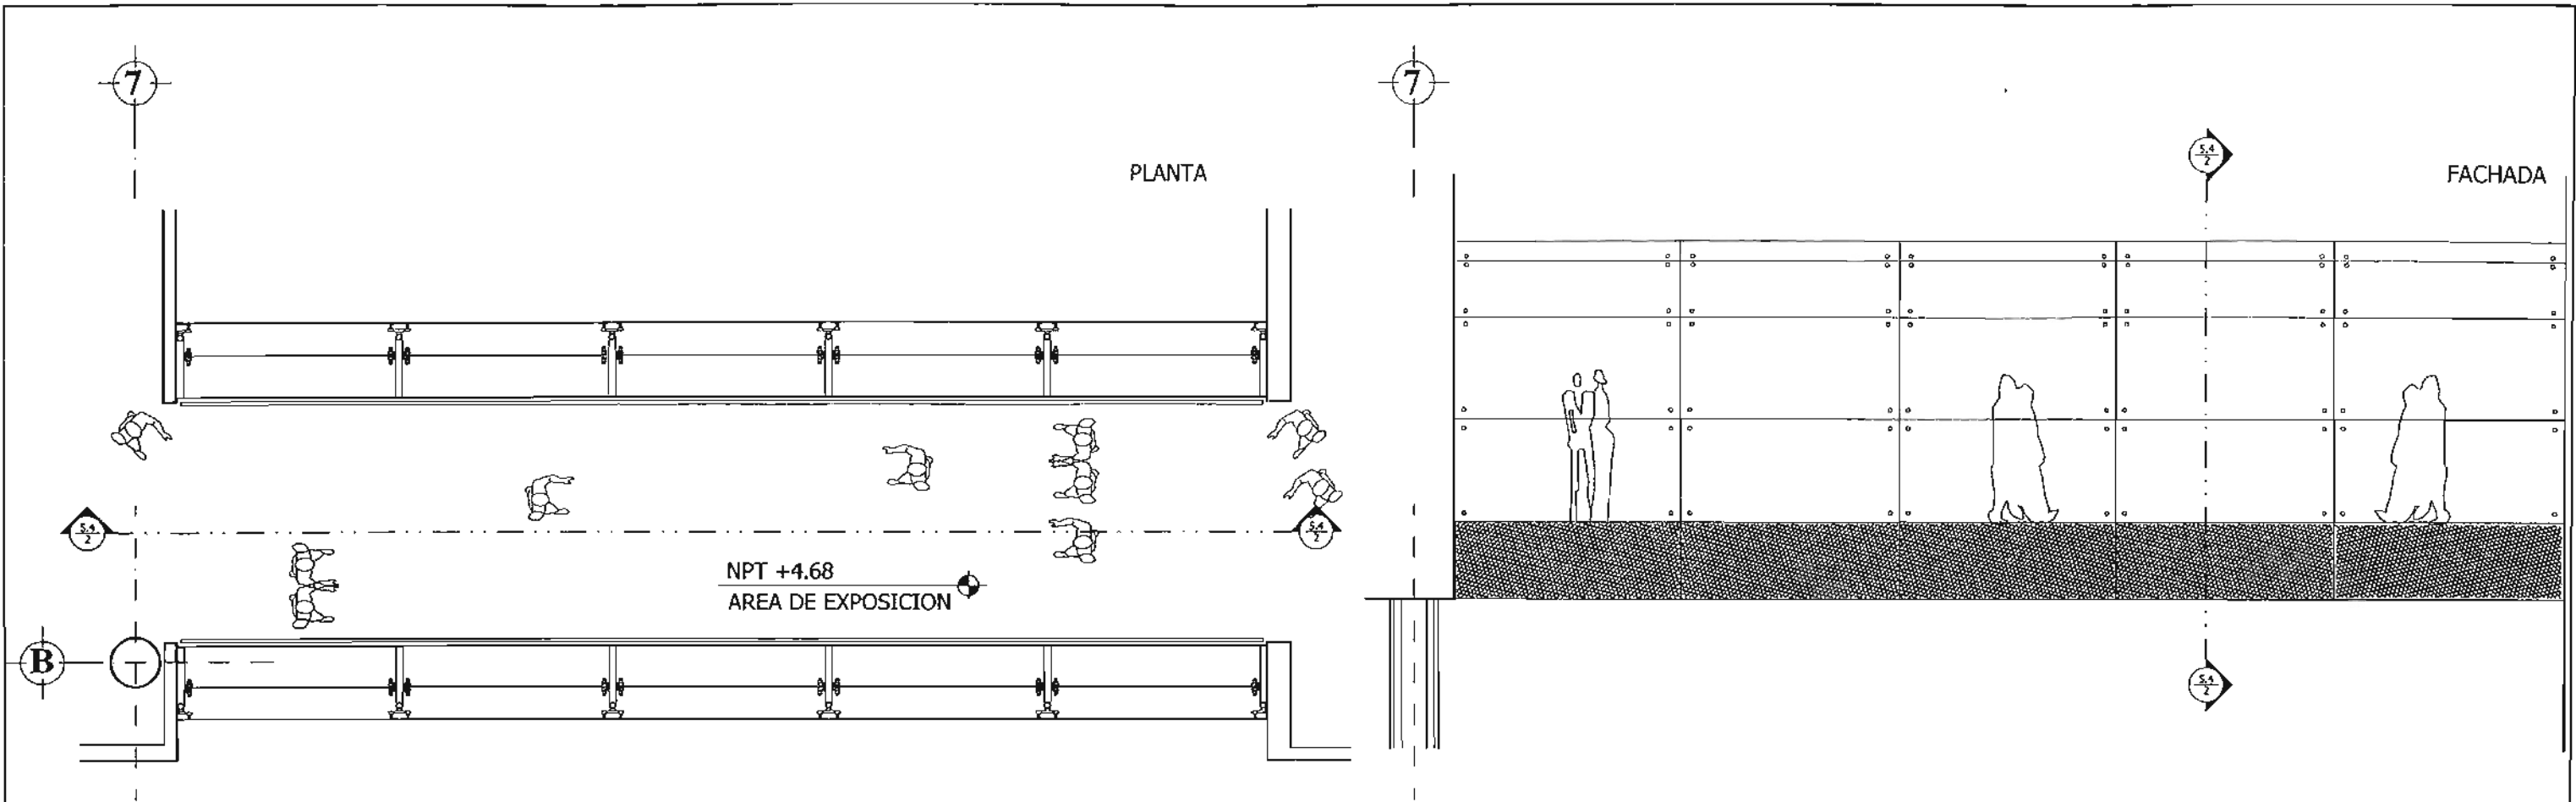 7
7
PLANTA
FACHADA
5.4
2
5.4
2
5.4
2
NPT +4.68
AREA DE EXPOSICION
B
5.4
2